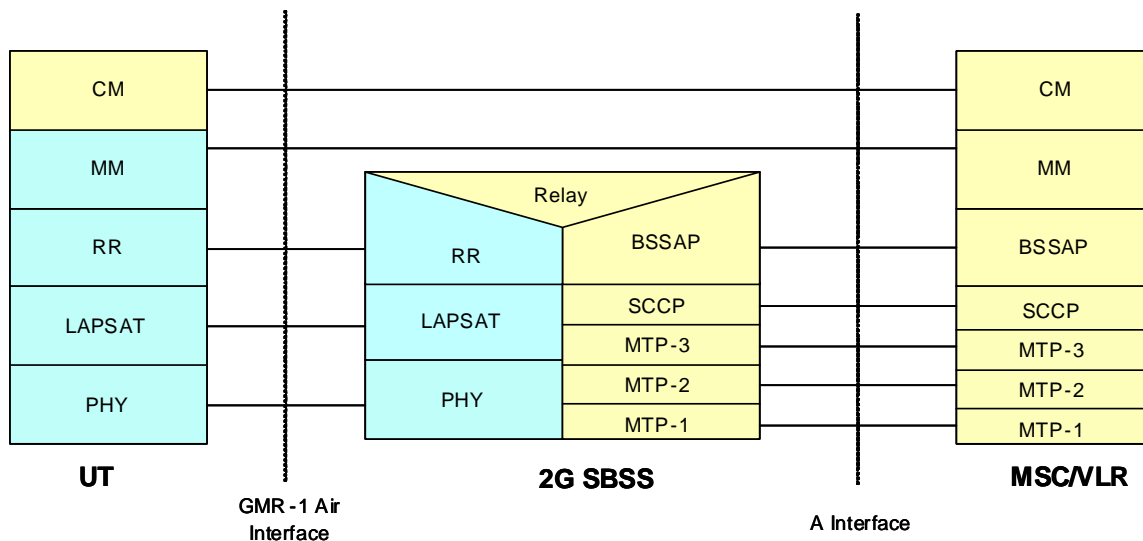 CM
MM
RR
LAPSAT
PHY
UT
GMR-1 Air
Interface
Relay
RR
LAPSAT
PHY
BSSAP
SCCP
MTP-3
MTP-2
MTP-1
2G SBSS
A Interface
CM
MM
BSSAP
SCCP
MTP-3
MTP-2
MTP-1
MSC/VLR